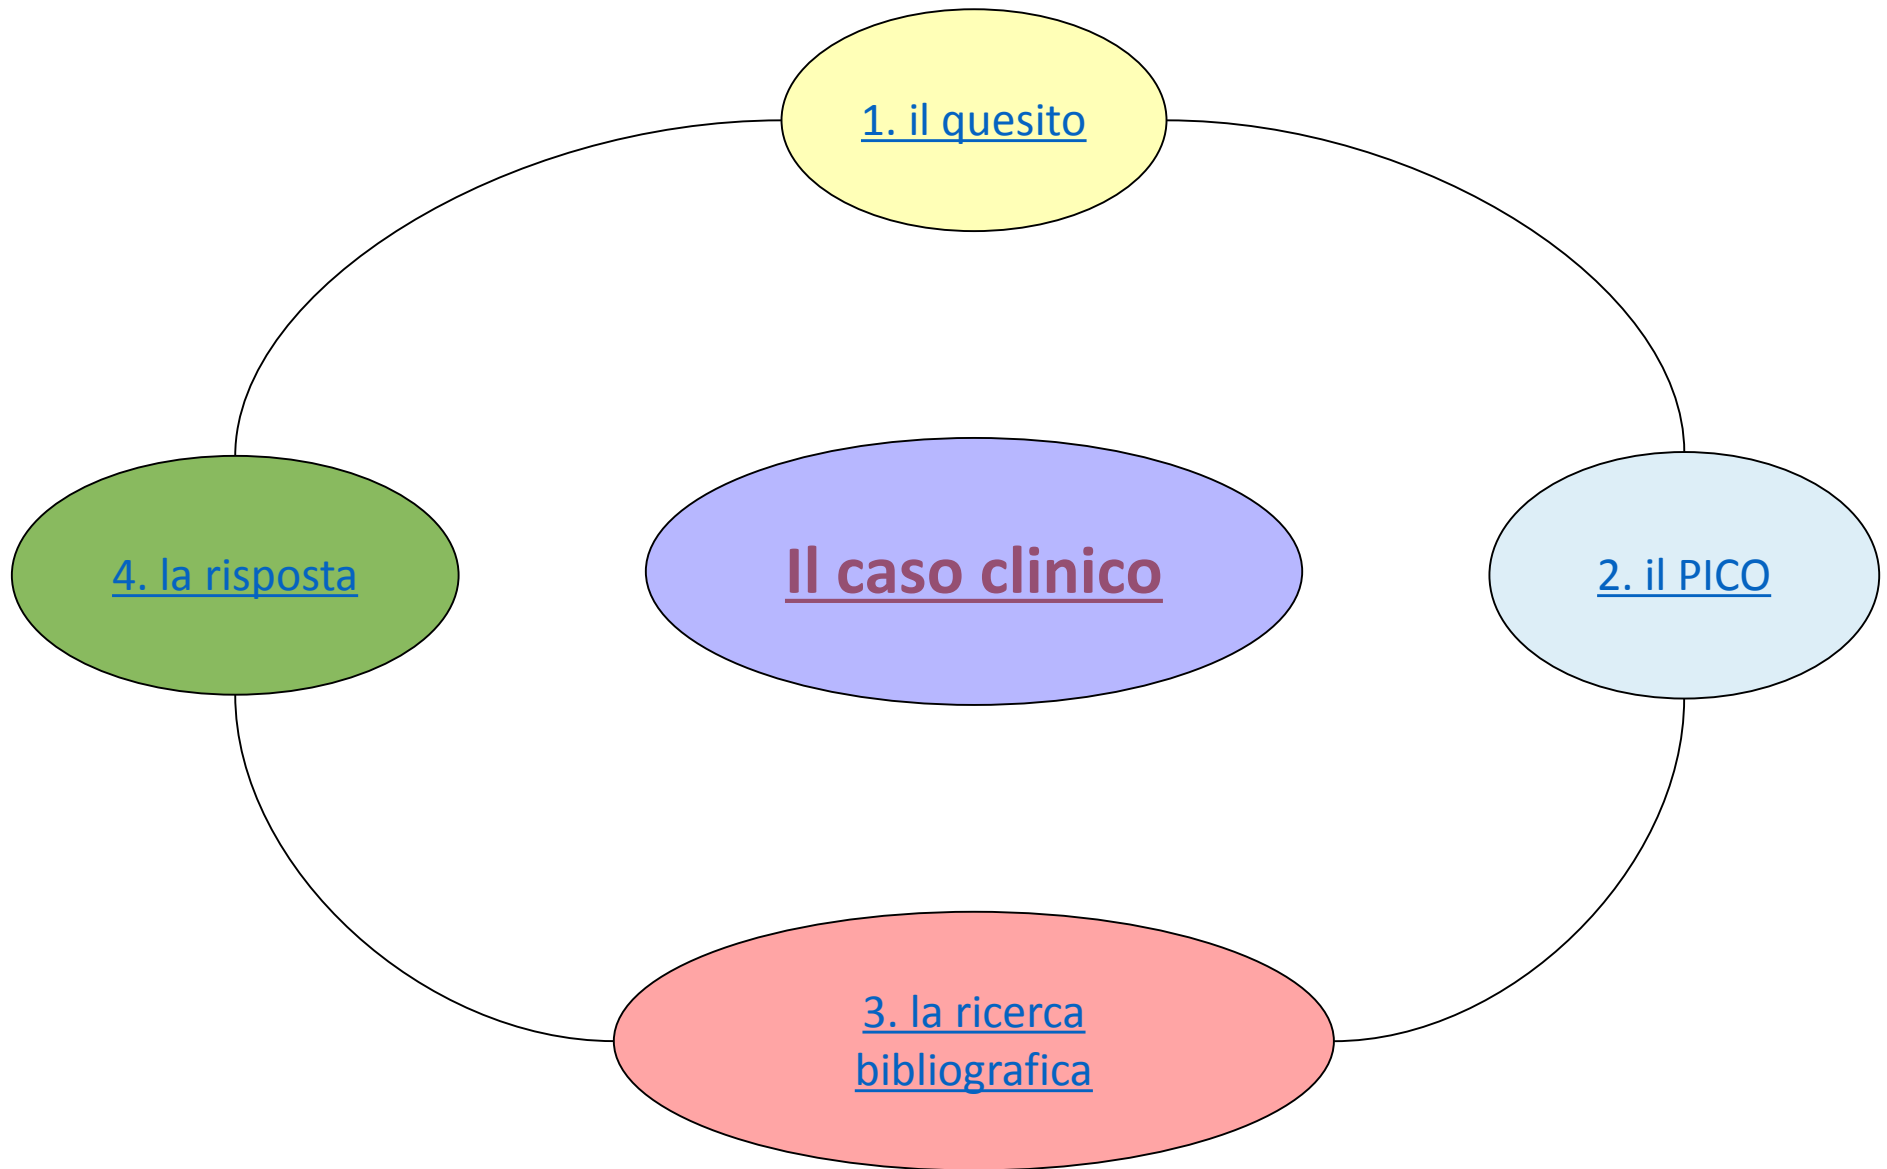 1. il quesito
4. la risposta
Il caso clinico
2. il PICO
3. la ricerca
bibliografica